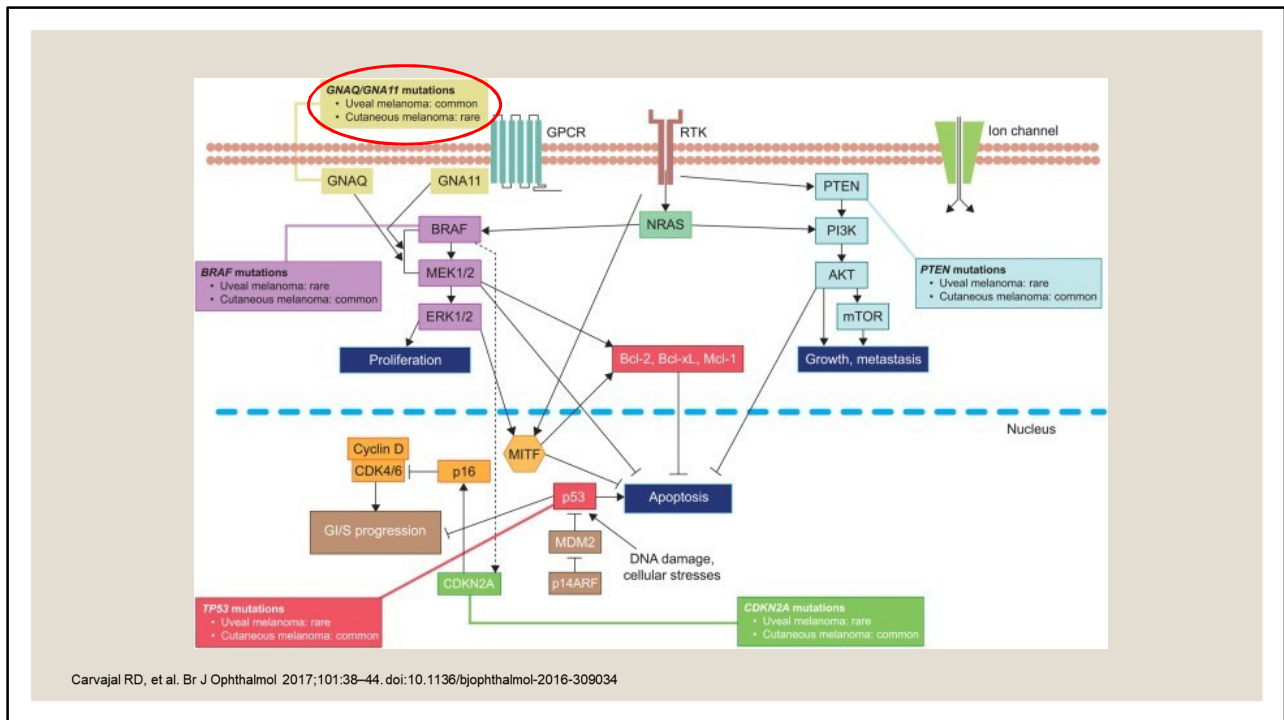 GNAQ/GNA11 mutations
• Uveal melanoma: common
• Cutaneous melanoma: rare
GPCR
RTK
Ion channel
GNAQ
GNA11
PTEN
BRAF
NRAS
PI3K
BRAF mutations
• Uveal melanoma: rare
• Cutaneous melanoma: common
MEK1/2
AKT
PTEN mutations
• Uveal melanoma: rare
• Cutaneous melanoma: common
ERK1/2
mTOR
Proliferation
Bcl-2, Bcl-xL, Mcl-1
Growth, metastasis
Nucleus
Cyclin D
CDK4/6
p16
MITF
p53
Apoptosis
GI/S progression
MDM2
DNA damage,
cellular stresses
CDKN2A
p14ARF
TP53 mutations
• Uveal melanoma: rare
• Cutaneous melanoma: common
CDKN2A mutations
• Uveal melanoma: rare
• Cutaneous melanoma: common
Carvajal RD, et al. Br J Ophthalmol 2017;101:38–44. doi:10.1136/bjophthalmol-2016-309034